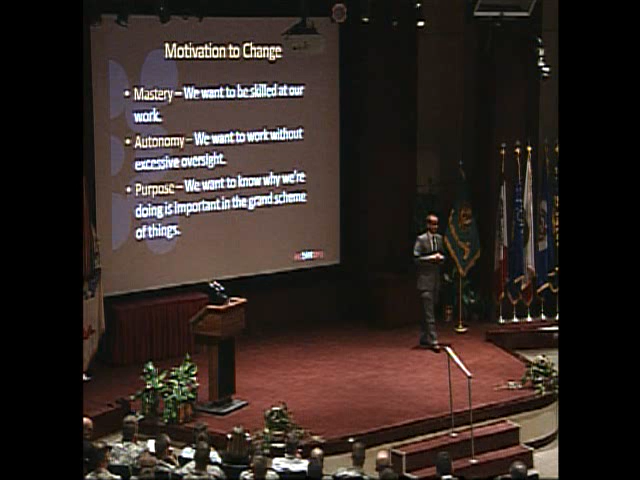 Motivation to Change
• Mastery – We want to be skilled at our
work.
• Autonomy – We want to work without
excessive oversight.
• Purpose – We want to know why we're
doing is important in the grand scheme
of things.